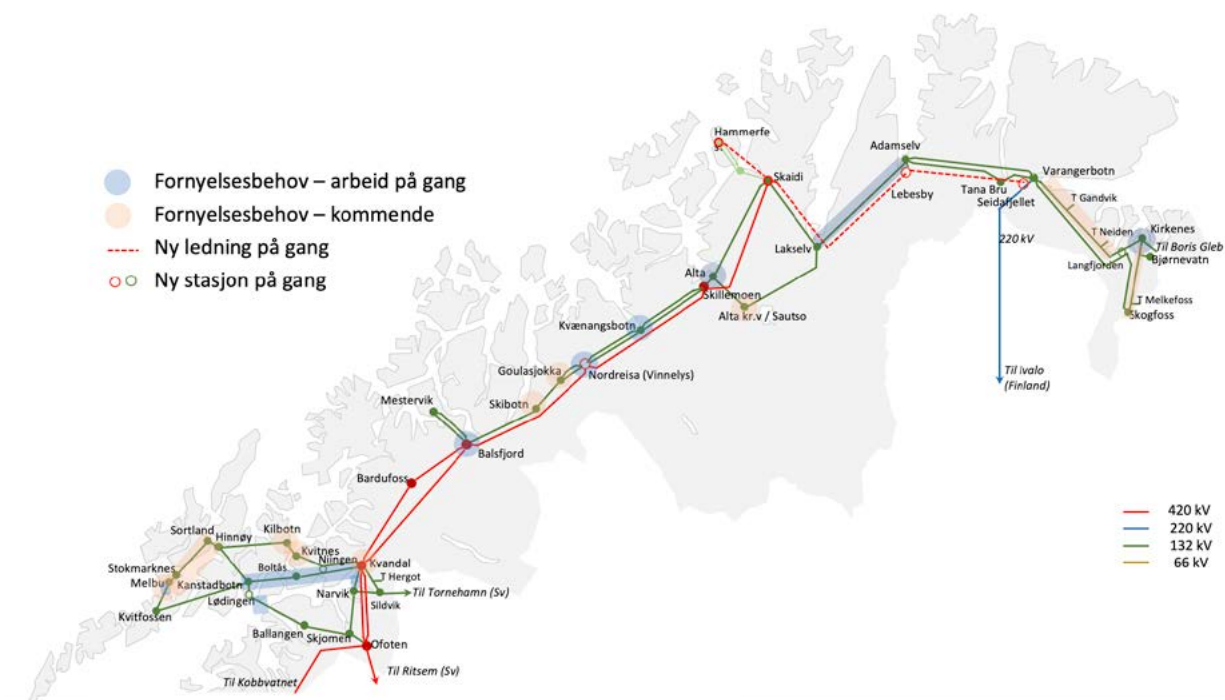 Fornyelsesbehov – arbeid på gang
Fornyelsesbehov – kommende
Ny ledning på gang
Ny stasjon på gang
Hammerfe
Skaidi
Adamselv
Lebesby
Tana Bru
Seidafjellet
Varangerbotn
T Gandvik
T Neiden
Kirkenes
Til Boris Gleb
Bjørnevatn
Langfjorden
T Melkefoss
Skogfoss
220 kV
Til Ivalo
(Finland)
Lakselv
Alta
Skillemoen
Alta kr.v / Sautso
Kvænangsbotn
Goulasjokka
Nordreisa (Vinnelys)
Skibotn
Mestervik
Balsfjord
Bardufoss
Sortland
Hinnøy
Kilbotn
Kvitnes
Niingen
Kvandal
Stokmarknes
Melbu
Kanstadbotn
Boltås
T Hergot
Lødingen
Narvik
Sildvik
Til Tornehamn (Sv)
Kvitfossen
Ballangen
Skjomen
Ofoten
Til Kobbvatnet
Til Ritsem (Sv)
420 kV
220 kV
132 kV
66 kV